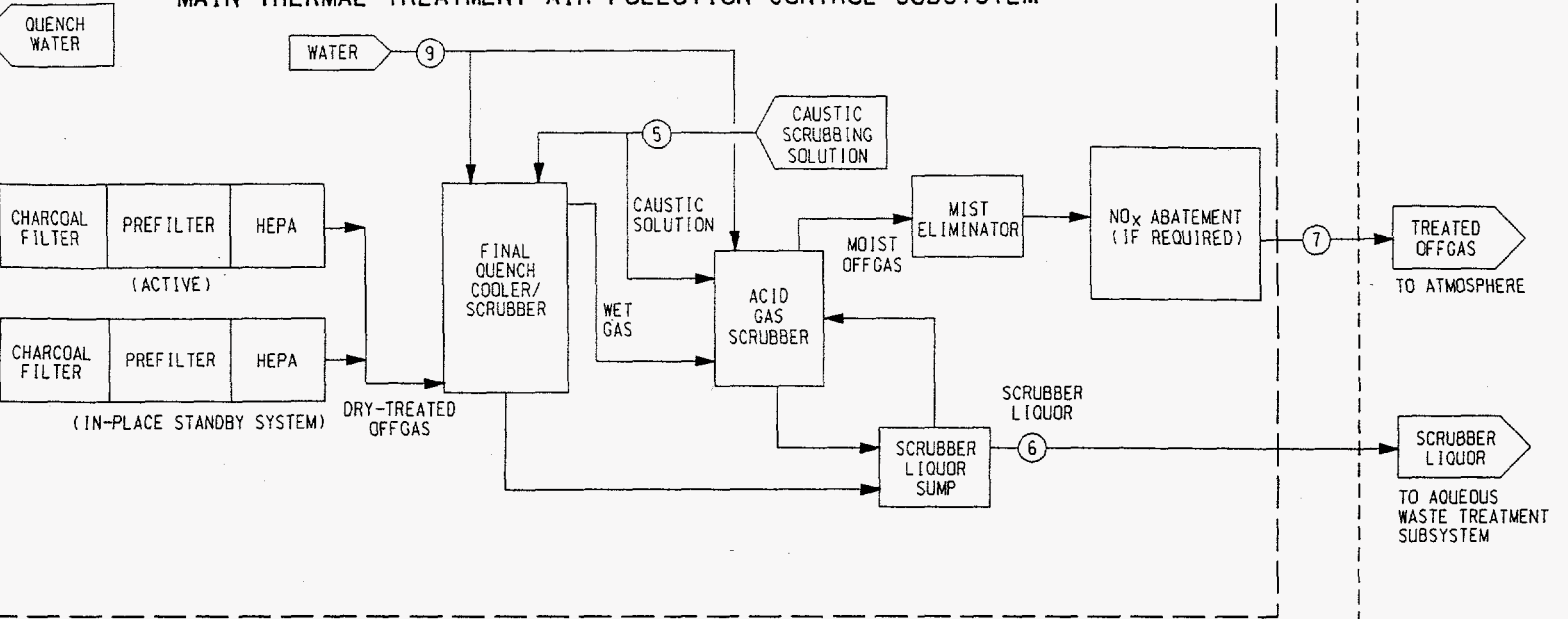 MAIN THERMAL TREATMENT AIR POLLUTION CONTROL SUBSYSTEM
QUENCH
WATER
WATER
9
5
CAUSTIC
SCRUBBING
SOLUTION
CHARCOAL
FILTER
PREFILTER
HEPA
(ACTIVE)
CHARCOAL
FILTER
PREFILTER
HEPA
(IN-PLACE STANDBY SYSTEM)
DRY-TREATED
OFFGAS
FINAL
QUENCH
COOLER/
SCRUBBER
CAUSTIC
SOLUTION
WET
GAS
ACID
GAS
SCRUBBER
MOIST
OFFGAS
MIST
ELIMINATOR
NOx ABATEMENT
(IF REQUIRED)
7
TREATED
OFFGAS
TO ATMOSPHERE
SCRUBBER
LIQUOR
6
SCRUBBER
LIQUOR
SUMP
SCRUBBER
LIQUOR
TO AQUEOUS
WASTE TREATMENT
SUBSYSTEM